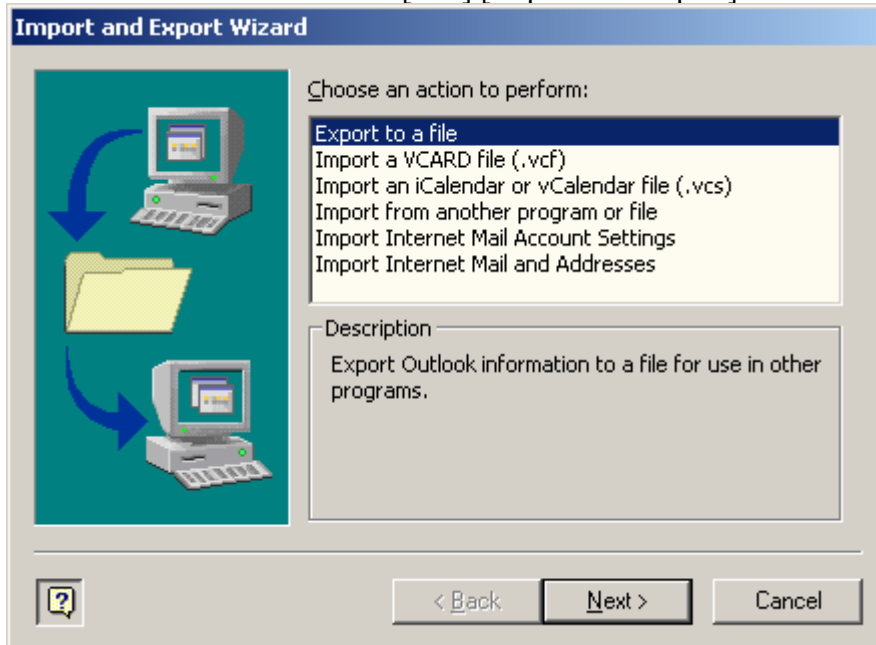 Import and Export Wizard
Choose an action to perform:
Export to a file
Import a VCARD file (.vcf)
Import an iCalendar or vCalendar file (.vcs)
Import from another program or file
Import Internet Mail Account Settings
Import Internet Mail and Addresses
Description
Export Outlook information to a file for use in other
programs.
?
< Back Next > Cancel